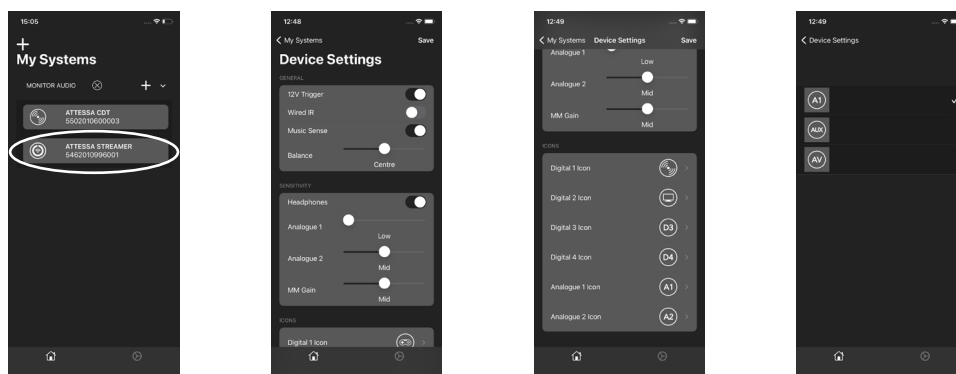 15:05
My Systems
MONITOR AUDIO
ATTESSA CDT
5502010600003
ATTESSA STREAMER
5462010996001
12:48
My Systems
Save
Device Settings
GENERAL
12V Trigger
Wired IR
Music Sense
Balance
Centre
SENSITIVITY
Headphones
Analogue 1
Low
Analogue 2
Mid
MM Gain
Mid
ICONS
Digital 1 Icon
12:49
My Systems Device Settings Save
Analogue 1
Low
Analogue 2
Mid
MM Gain
Mid
ICONS
Digital 1 Icon
Digital 2 Icon
Digital 3 Icon D3
Digital 4 Icon D4
Analogue 1 Icon A1
Analogue 2 Icon A2
12:49
Device Settings
A1
AUX
AV